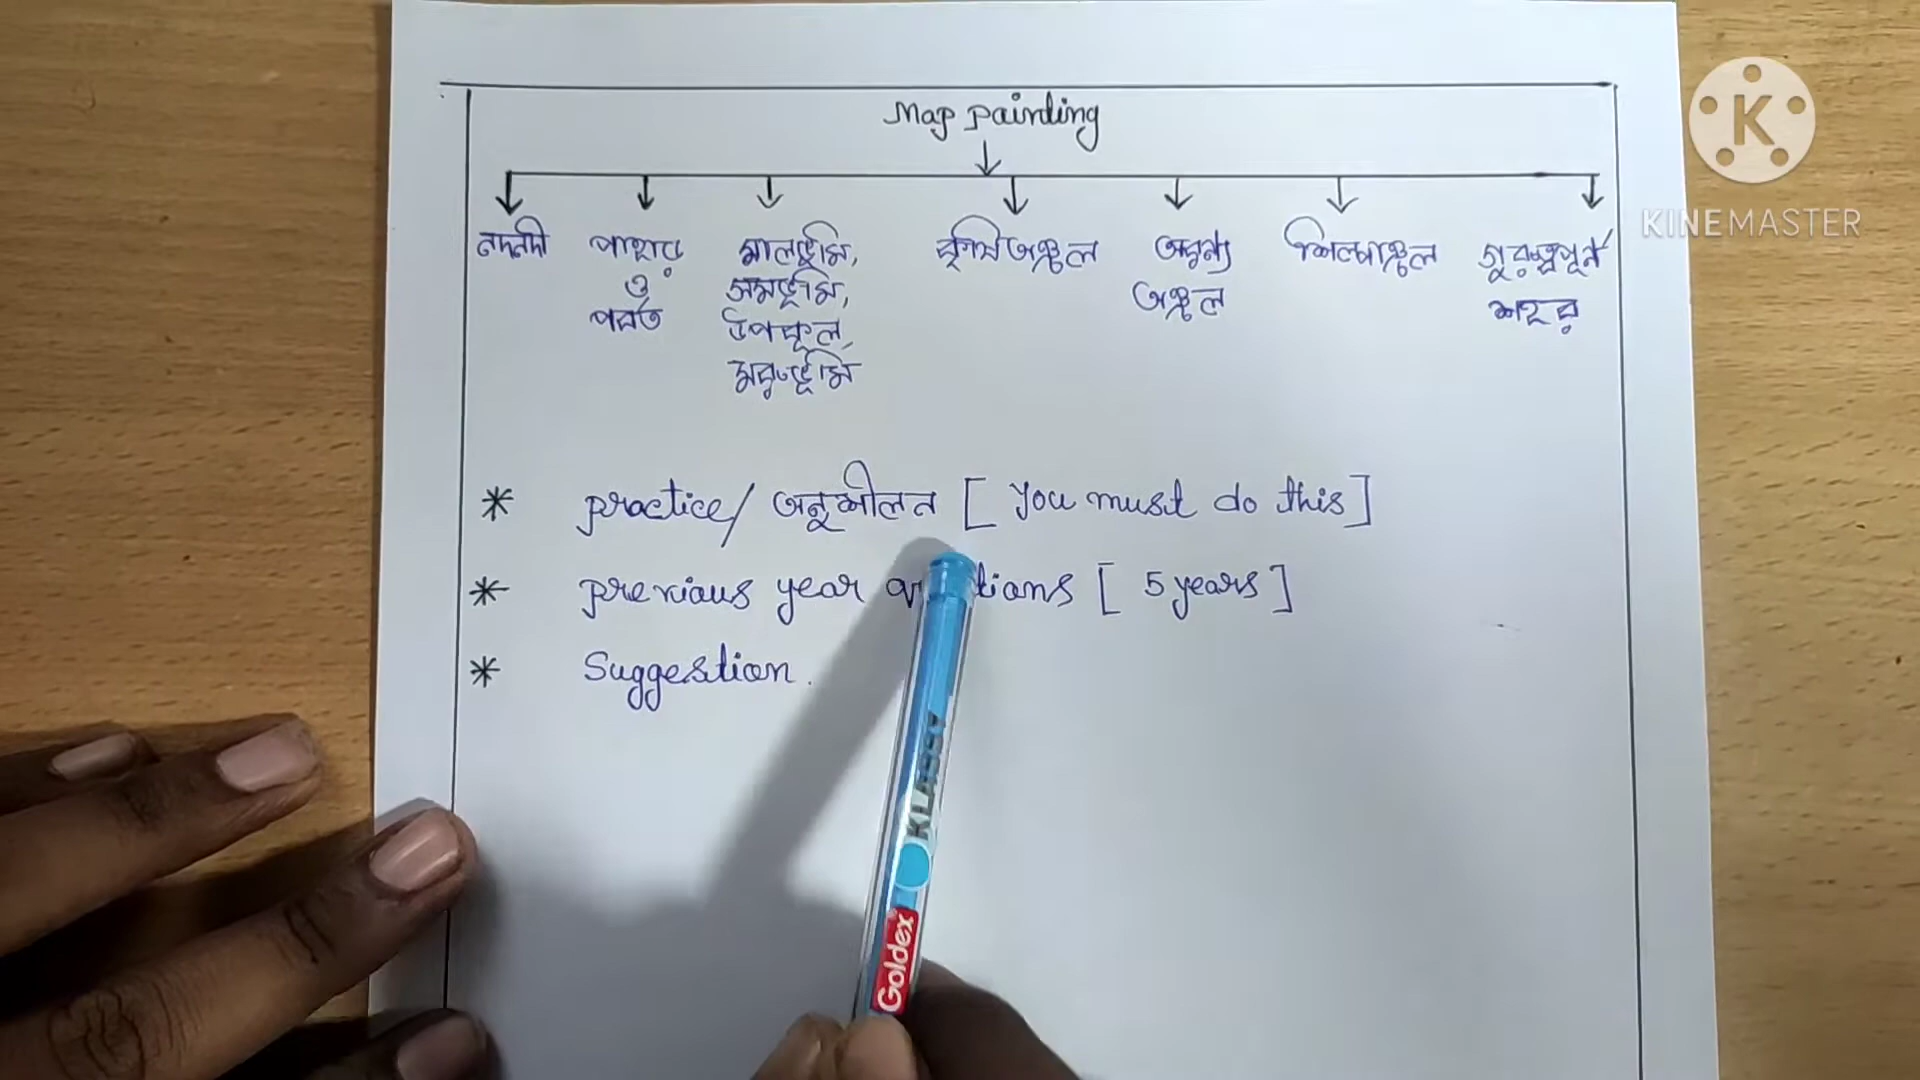 Map Painting
নদনদী
পাহাড়
ও
পর্বত
মালভূমি,
সমভূমি,
উপকূল,
মরুভূমি
কৃষিঅঞ্চল
অরণ্য
অঞ্চল
শিল্পাঞ্চল
গুরুত্বপূর্ণ
শহর
* practice/ অনুশীলন [ You must do this ]
* previous year [ 5 years ]
* Suggestion.
KLASSY
Goldex
K
KINEMASTER